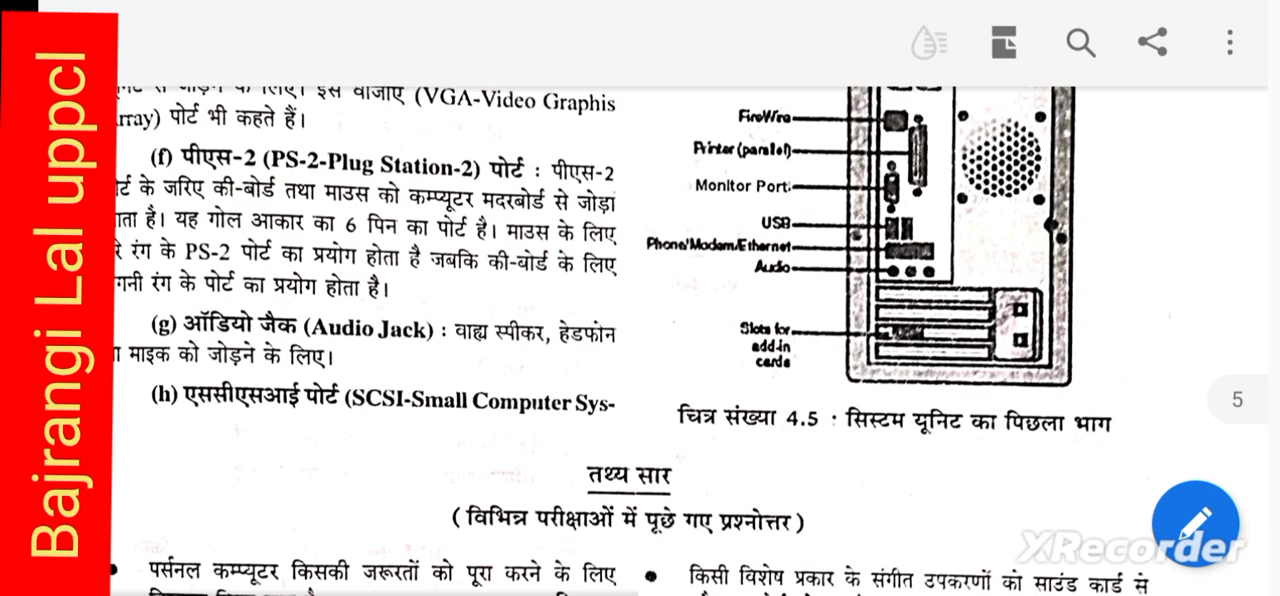 Bajrangi Lal uppcl
(VGA-Video Graphis
rray) पोर्ट भी कहते हैं।
(f) पीएस-2 (PS-2-Plug Station-2) पोर्ट : पीएस-2
र्ट के जरिए की-बोर्ड तथा माउस को कम्प्यूटर मदरबोर्ड से जोड़ा
ाता है। यह गोल आकार का 6 पिन का पोर्ट है। माउस के लिए
रे रंग के PS-2 पोर्ट का प्रयोग होता है जबकि की-बोर्ड के लिए
गनी रंग के पोर्ट का प्रयोग होता है।
(g) ऑडियो जैक (Audio Jack) : वाह्य स्पीकर, हेडफोन
ा माइक को जोड़ने के लिए।
(h) एससीएसआई पोर्ट (SCSI-Small Computer Sys-
FireWire
Printer (parallel)
Monitor Port
USB
Phone/Modem/Ethernet
Audio
Slots for
add-in
cards
चित्र संख्या 4.5 : सिस्टम यूनिट का पिछला भाग
5
तथ्य सार
(विभिन्न परीक्षाओं में पूछे गए प्रश्नोत्तर)
• पर्सनल कम्प्यूटर किसकी जरूरतों को पूरा करने के लिए
• किसी विशेष प्रकार के संगीत उपकरणों को साउंड कार्ड से
XRecorder